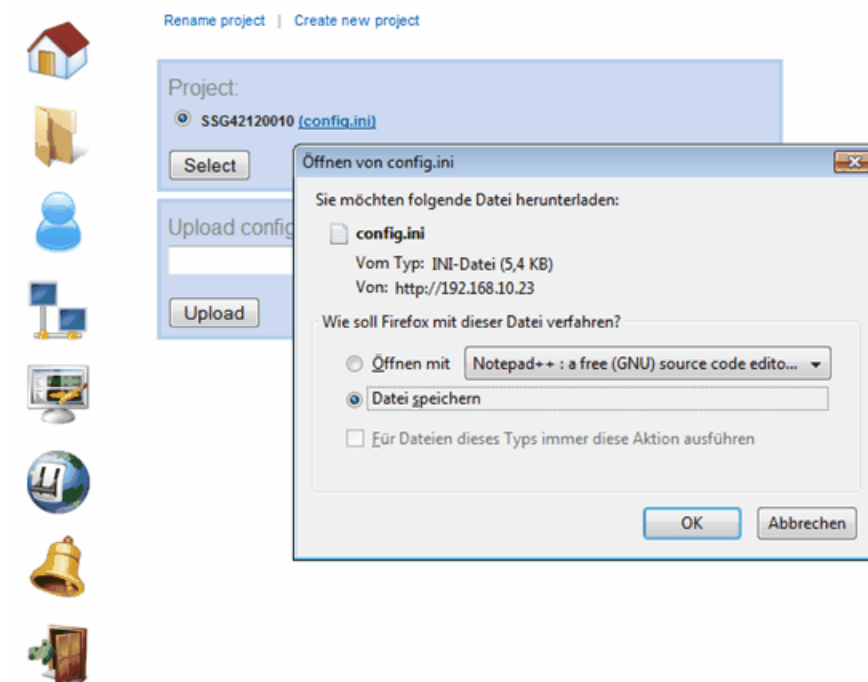 Rename project | Create new project
Project:
SSG42120010 (config.ini)
Select
Upload config
Upload
Öffnen von config.ini
Sie möchten folgende Datei herunterladen:
config.ini
Vom Typ: INI-Datei (5,4 KB)
Von: http://192.168.10.23
Wie soll Firefox mit dieser Datei verfahren?
Öffnen mit Notepad++ : a free (GNU) source code edito...
Datei speichern
Für Dateien dieses Typs immer diese Aktion ausführen
OK Abbrechen